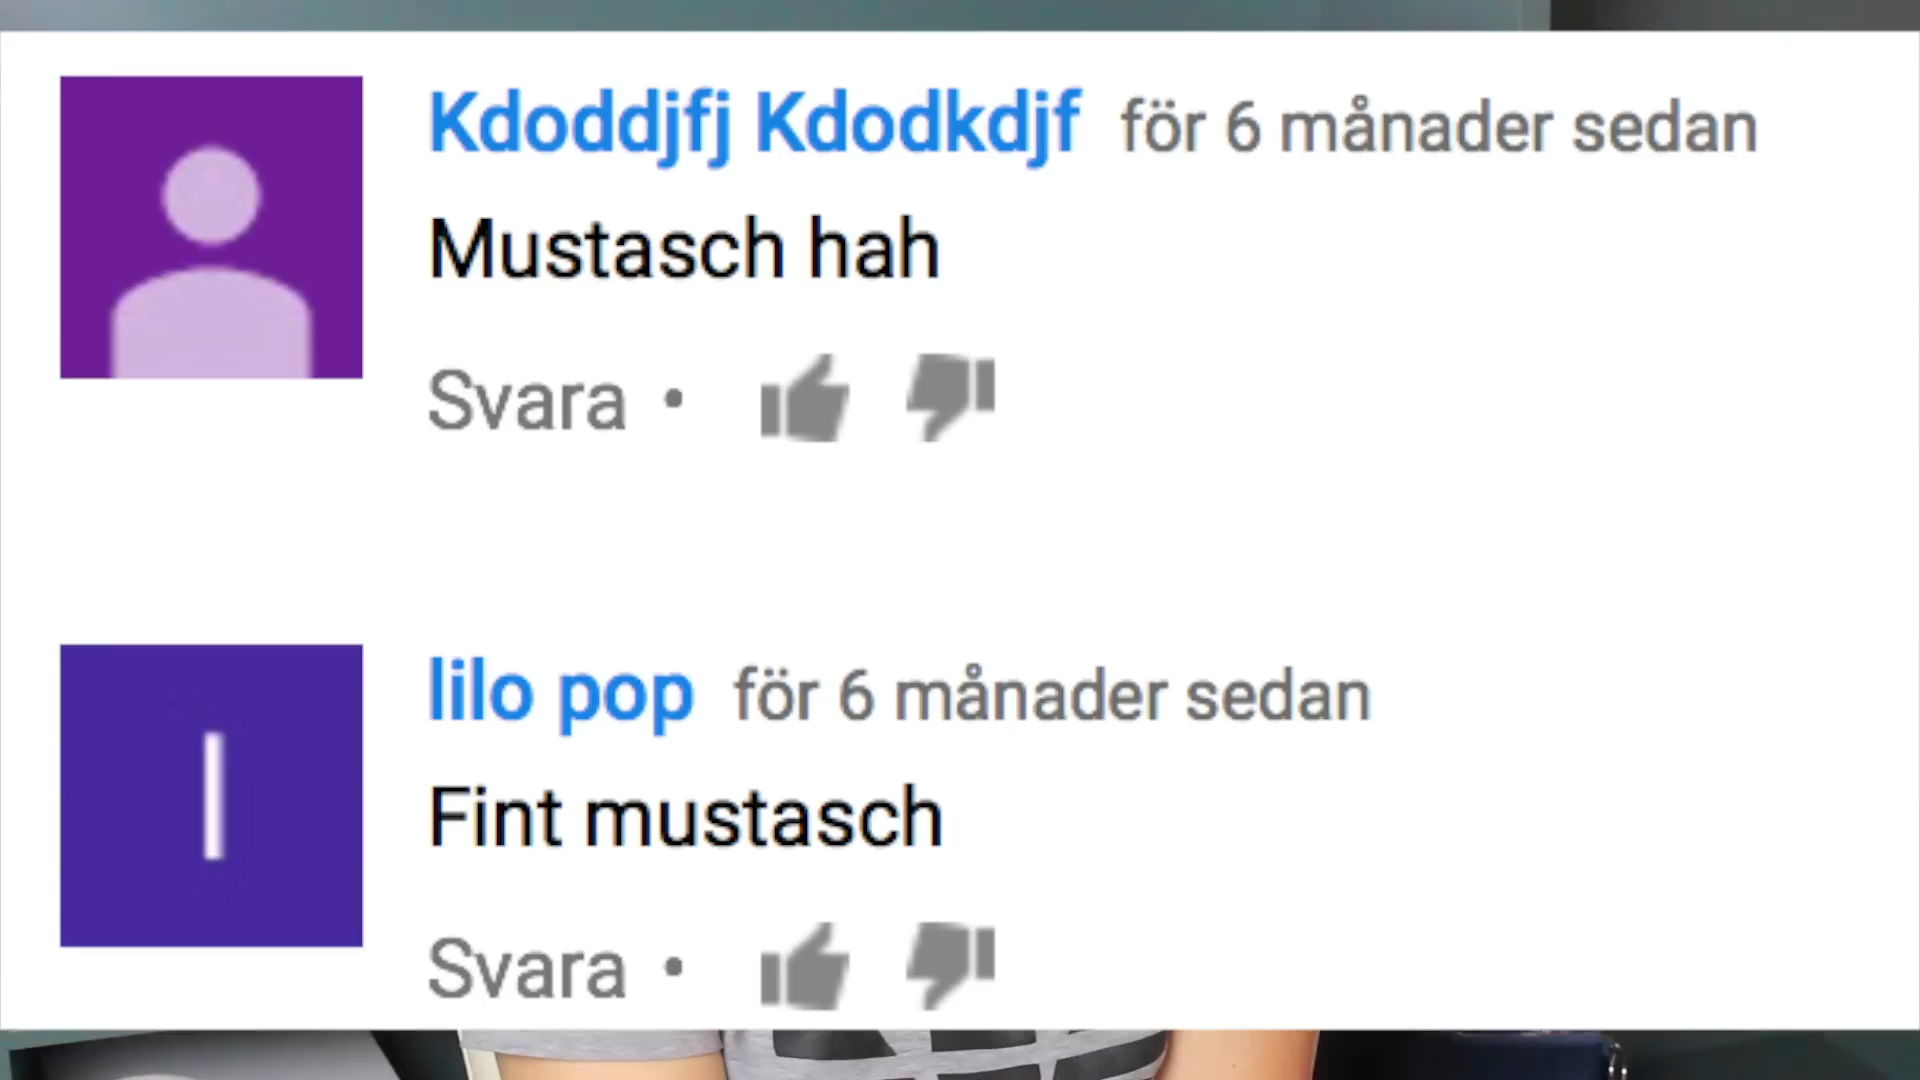 Kdoddjfj Kdodkdjf för 6 månader sedan
Mustasch hah
Svara •
l
lilo pop för 6 månader sedan
Fint mustasch
Svara •